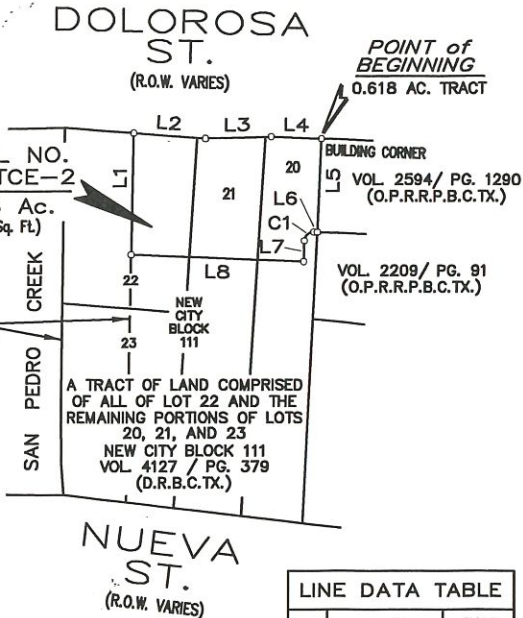 DOLOROSA
ST.
(R.O.W. VARIES)
POINT of
BEGINNING
0.618 AC. TRACT
L2
L3
L4
L NO.
TCE-2
Ac.
Sq. Ft.)
L1
21
20
BUILDING CORNER
L5
VOL. 2594/ PG. 1290
(O.P.R.R.P.B.C.TX.)
L6
C1
L7
L8
VOL. 2209/ PG. 91
(O.P.R.R.P.B.C.TX.)
22
NEW
CITY
BLOCK
111
23
SAN PEDRO CREEK
A TRACT OF LAND COMPRISED
OF ALL OF LOT 22 AND THE
REMAINING PORTIONS OF LOTS
20, 21, AND 23
NEW CITY BLOCK 111
VOL. 4127 / PG. 379
(D.R.B.C.TX.)
NUEVA
ST.
(R.O.W. VARIES)
LINE DATA TABLE